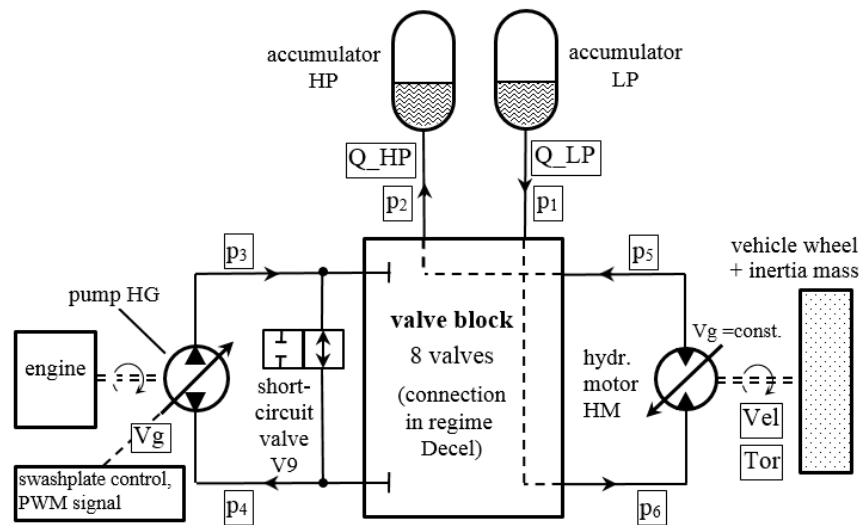 accumulator
HP
accumulator
LP
Q_HP
Q_LP
p2
p1
p3
p5
vehicle wheel
+ inertia mass
pump HG
valve block
8 valves
(connection
in regime
Decel)
engine
short-
circuit
valve
V9
Vg =const.
hydr.
motor
HM
Vg
Vel
Tor
swashplate control,
PWM signal
p4
p6